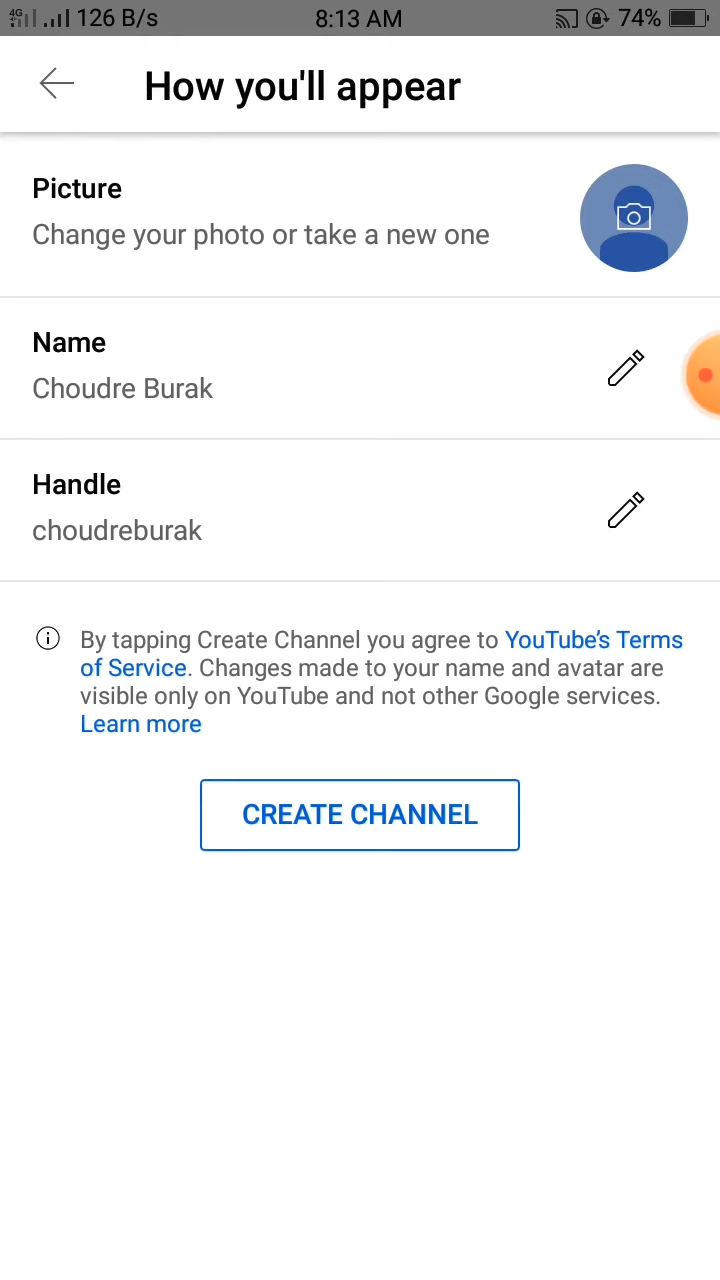 4G 126 B/s 8:13 AM 74%
How you'll appear
Picture
Change your photo or take a new one
Name
Choudre Burak
Handle
choudreburak
By tapping Create Channel you agree to YouTube's Terms
of Service. Changes made to your name and avatar are
visible only on YouTube and not other Google services.
Learn more
CREATE CHANNEL